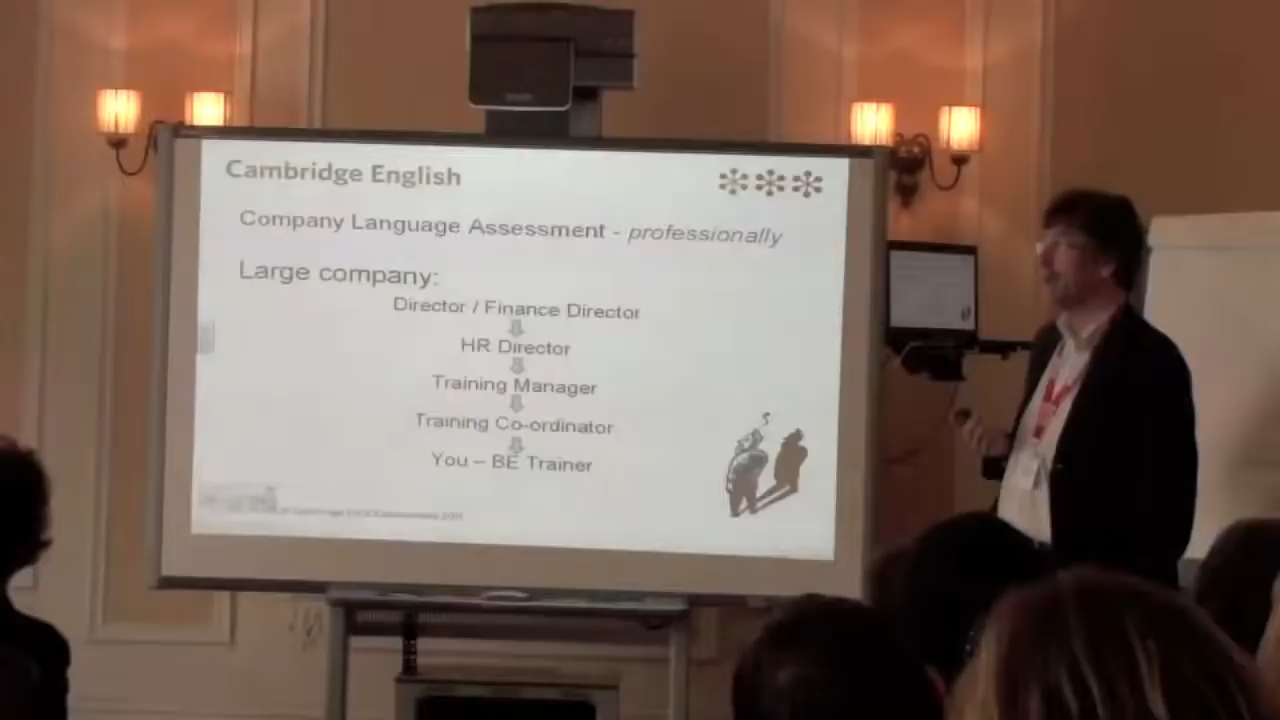 Cambridge English
Company Language Assessment - professionally
Large company:
Director / Finance Director
HR Director
Training Manager
Training Co-ordinator
You – BE Trainer